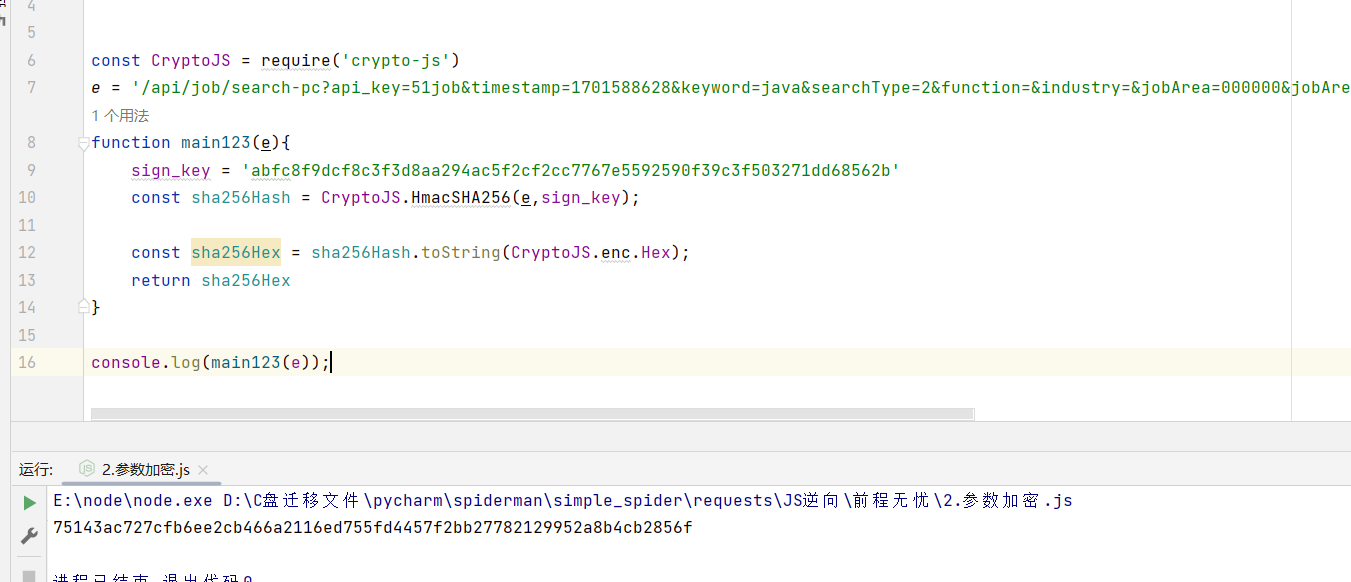 4
5
6 const CryptoJS = require('crypto-js')
7 e = '/api/job/search-pc?api_key=51job&timestamp=1701588628&keyword=java&searchType=2&function=&industry=&jobArea=000000&jobAre
1 个用法
8 function main123(e){
9 sign_key = 'abfc8f9dcf8c3f3d8aa294ac5f2cf2cc7767e5592590f39c3f503271dd68562b'
10 const sha256Hash = CryptoJS.HmacSHA256(e,sign_key);
11
12 const sha256Hex = sha256Hash.toString(CryptoJS.enc.Hex);
13 return sha256Hex
14 }
15
16 console.log(main123(e));
运行: JS 2.参数加密.js ×
E:\node\node.exe D:\C盘迁移文件\pycharm\spiderman\simple_spider\requests\JS逆向\前程无忧\2.参数加密.js
75143ac727cfb6ee2cb466a2116ed755fd4457f2bb27782129952a8b4cb2856f
进程已结束,退出代码0